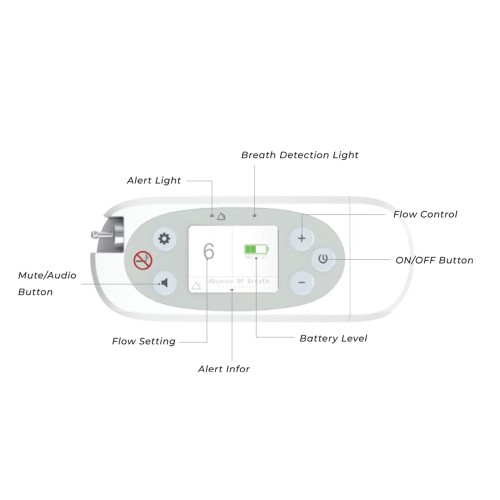 Breath Detection Light
Alert Light
Flow Control
ON/OFF Button
6
Mute/Audio
Button
Absence Of Breath
Flow Setting
Battery Level
Alert Infor